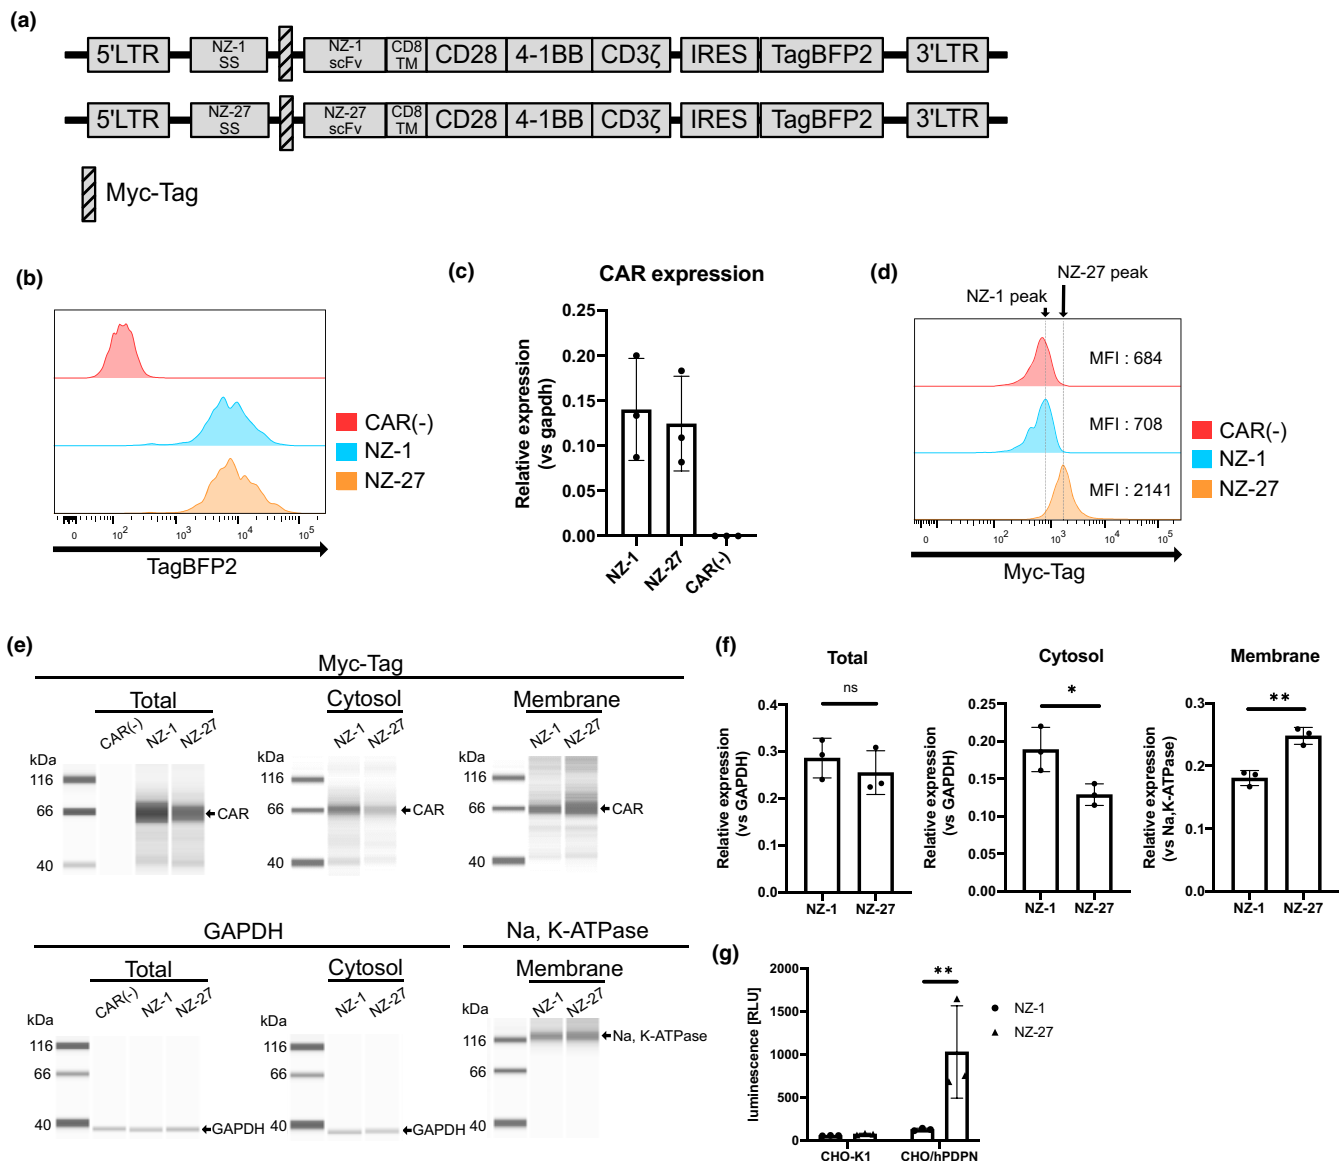 (a)
5'LTR NZ-1 SS NZ-1 scFv CD8 TM CD28 4-1BB CD3ζ IRES TagBFP2 3'LTR
5'LTR NZ-27 SS NZ-27 scFv CD8 TM CD28 4-1BB CD3ζ IRES TagBFP2 3'LTR
Myc-Tag
(b)
CAR(-)
NZ-1
NZ-27
0 10² 10³ 10⁴ 10⁵
TagBFP2
(c)
CAR expression
Relative expression
(vs gapdh)
0.25
0.20
0.15
0.10
0.05
0.00
NZ-1 NZ-27 CAR(-)
(d)
NZ-27 peak
NZ-1 peak
MFI : 684
MFI : 708
MFI : 2141
CAR(-)
NZ-1
NZ-27
0 10² 10³ 10⁴ 10⁵
Myc-Tag
(e)
Myc-Tag
Total
CAR(-) NZ-1 NZ-27
kDa
116
66
40
CAR
Cytosol
NZ-1 NZ-27
kDa
116
66
40
CAR
Membrane
NZ-1 NZ-27
kDa
116
66
40
CAR
GAPDH
Total
CAR(-) NZ-1 NZ-27
kDa
116
66
40
GAPDH
Cytosol
NZ-1 NZ-27
kDa
116
66
40
GAPDH
Na, K-ATPase
Membrane
NZ-1 NZ-27
kDa
116
66
40
Na, K-ATPase
(f)
Total
ns
Relative expression
(vs GAPDH)
0.4
0.3
0.2
0.1
0.0
NZ-1 NZ-27
Cytosol
*
Relative expression
(vs GAPDH)
0.25
0.20
0.15
0.10
0.05
0.00
NZ-1 NZ-27
Membrane
**
Relative expression
(vs Na,K-ATPase)
0.3
0.2
0.1
0.0
NZ-1 NZ-27
(g)
luminescence [RLU]
2000
1500
1000
500
0
**
CHO-K1 CHO/hPDPN
NZ-1
NZ-27